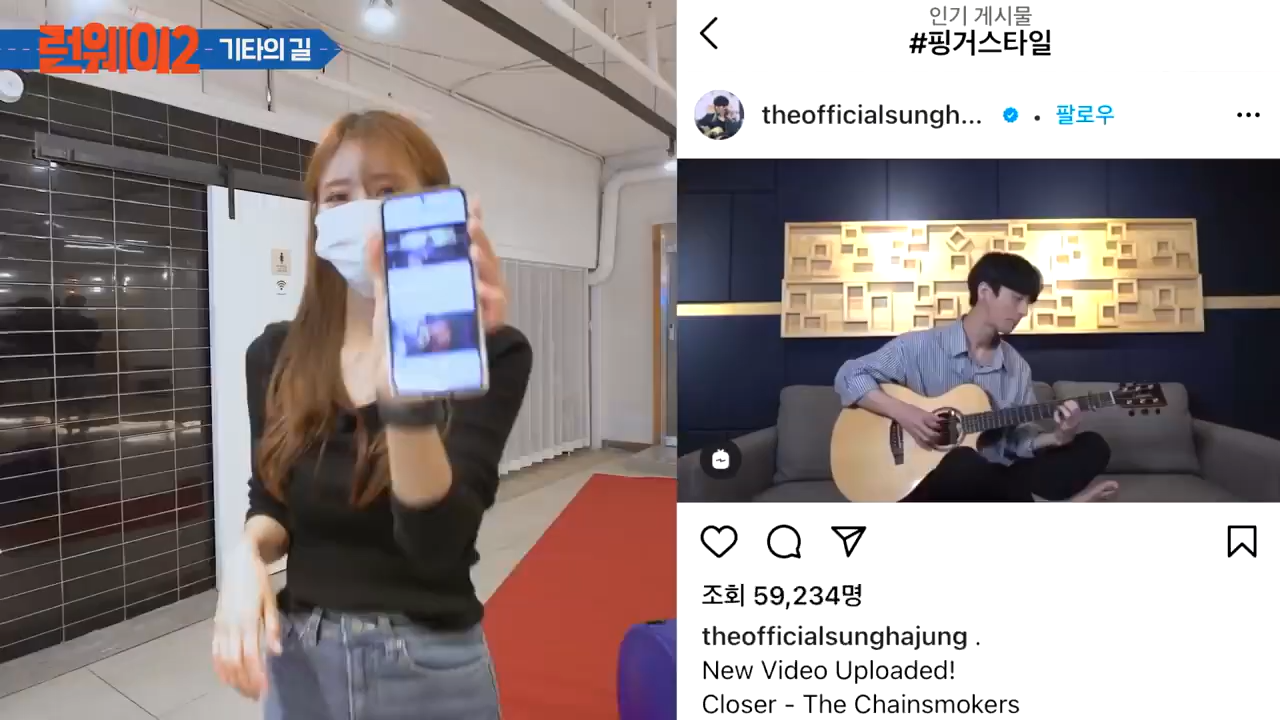 런웨이2 기타의 길
인기 게시물
#핑거스타일
theofficialsungh... • 팔로우
조회 59,234명
theofficialsunghajung .
New Video Uploaded!
Closer - The Chainsmokers